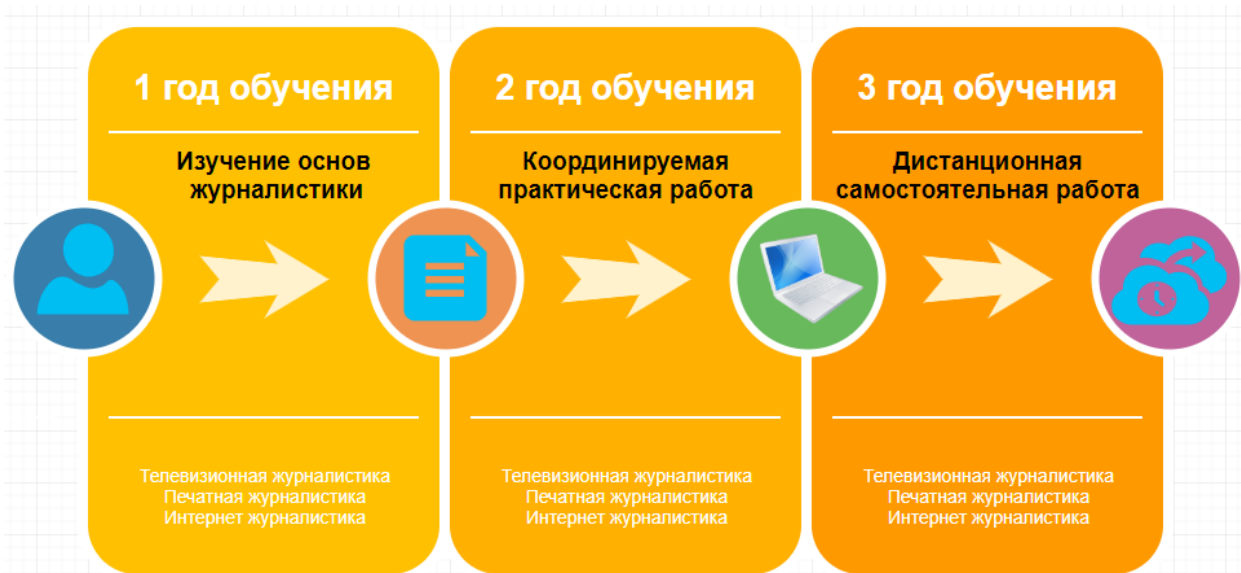 1 год обучения
Изучение основ
журналистики
Телевизионная журналистика
Печатная журналистика
Интернет журналистика
2 год обучения
Координируемая
практическая работа
Телевизионная журналистика
Печатная журналистика
Интернет журналистика
3 год обучения
Дистанционная
самостоятельная работа
Телевизионная журналистика
Печатная журналистика
Интернет журналистика